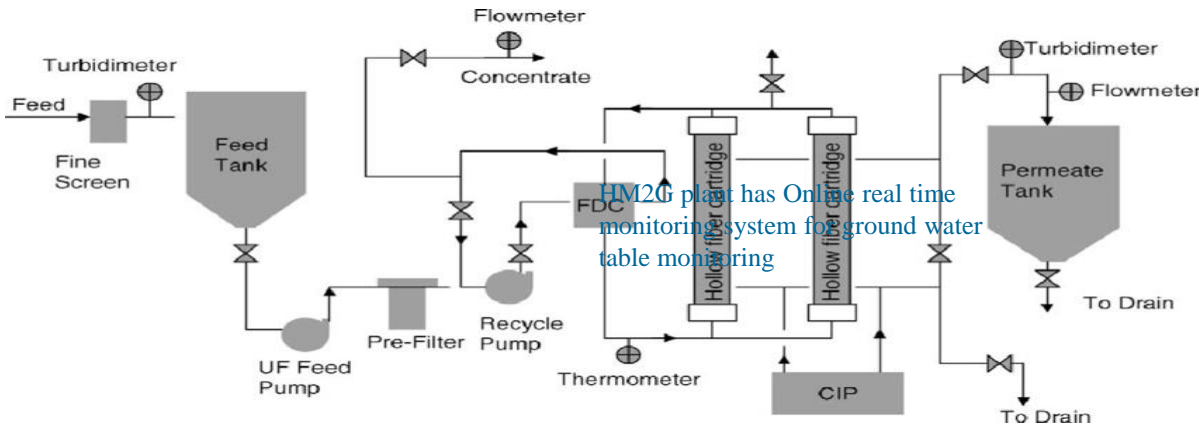 Flowmeter
Concentrate
Turbidimeter
Feed
Fine
Screen
Feed
Tank
UF Feed
Pump
Pre-Filter
Recycle
Pump
FDC
Thermometer
Hollow fiber cartridge
Hollow fiber cartridge
HM2G plant has Online real time
monitoring system for ground water
table monitoring
CIP
Turbidimeter
Flowmeter
Permeate
Tank
To Drain
To Drain